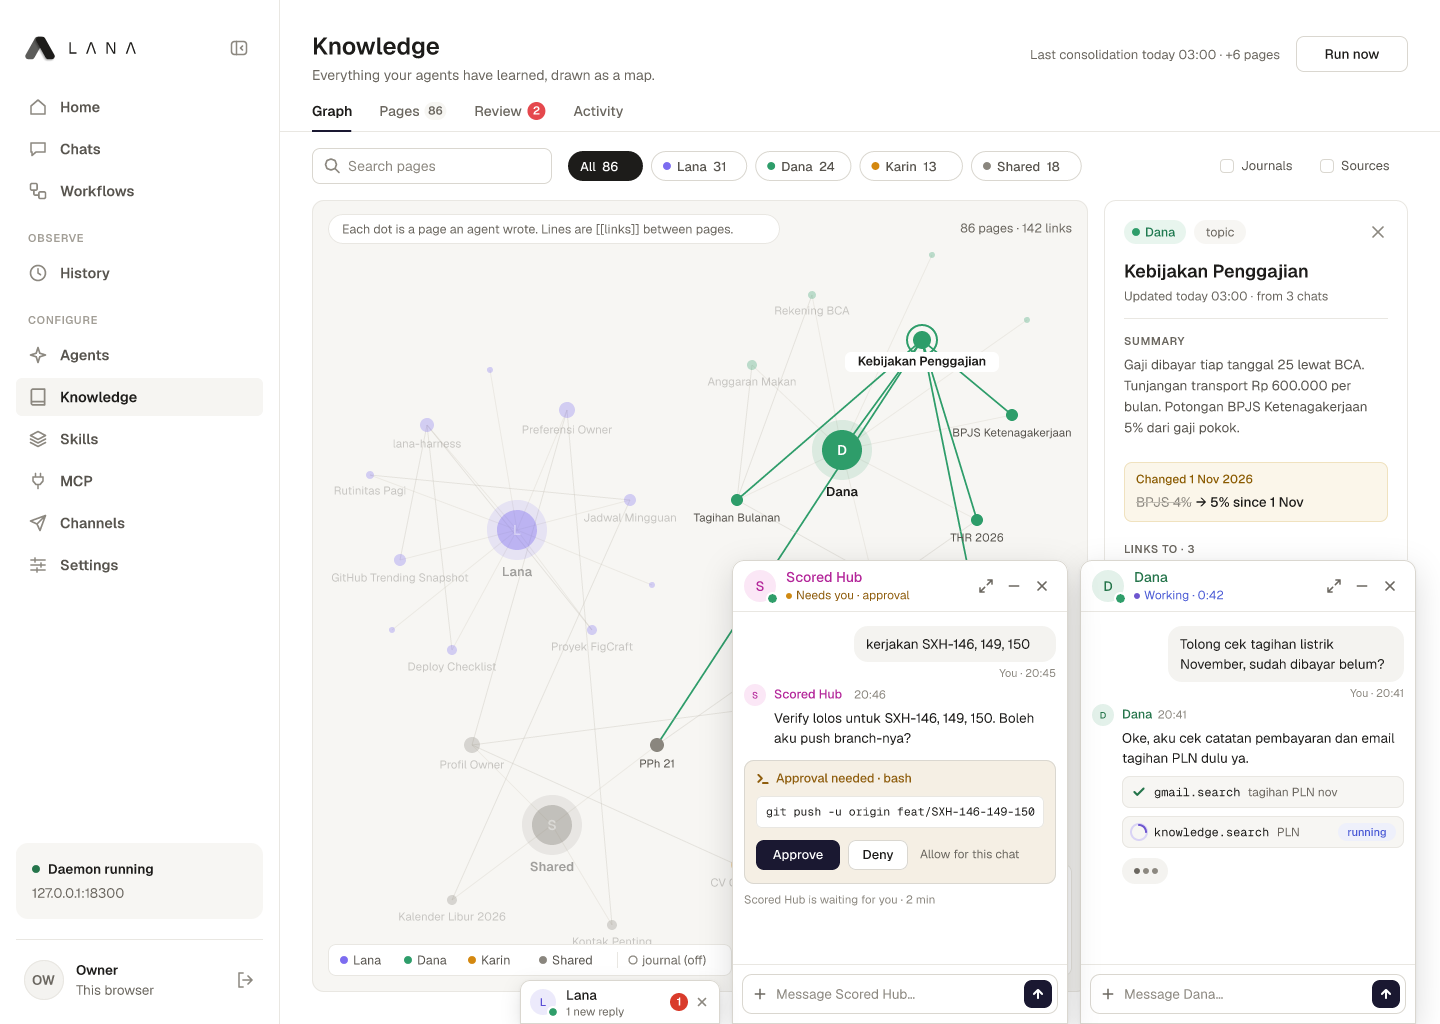 LANA
Home
Chats
Workflows
OBSERVE
History
CONFIGURE
Agents
Knowledge
Skills
MCP
Channels
Settings
Daemon running
127.0.0.1:18300
OW
Owner
This browser
Knowledge
Everything your agents have learned, drawn as a map.
Last consolidation today 03:00 · +6 pages
Run now
Graph
Pages 86
Review 2
Activity
Search pages
All 86
Lana 31
Dana 24
Karin 13
Shared 18
Journals
Sources
Each dot is a page an agent wrote. Lines are [[links]] between pages.
86 pages · 142 links
Rekening BCA
Kebijakan Penggajian
Anggaran Makan
Preferensi Owner
lana-harness
BPJS Ketenagakerjaan
D
Dana
Rutinitas Pagi
Jadwal Mingguan
Tagihan Bulanan
L
Lana
THR 2026
GitHub Trending Snapshot
Proyek FigCraft
Deploy Checklist
Profil Owner
PPh 21
S
Shared
CV
Kalender Libur 2026
Kontak Penting
Lana
Dana
Karin
Shared
journal (off)
Dana
topic
Kebijakan Penggajian
Updated today 03:00 · from 3 chats
SUMMARY
Gaji dibayar tiap tanggal 25 lewat BCA.
Tunjangan transport Rp 600.000 per
bulan. Potongan BPJS Ketenagakerjaan
5% dari gaji pokok.
Changed 1 Nov 2026
BPJS 4% → 5% since 1 Nov
LINKS TO · 3
L
Lana
1 new reply
1
S
Scored Hub
Needs you · approval
kerjakan SXH-146, 149, 150
You · 20:45
S
Scored Hub 20:46
Verify lolos untuk SXH-146, 149, 150. Boleh
aku push branch-nya?
Approval needed · bash
git push -u origin feat/SXH-146-149-150
Approve
Deny
Allow for this chat
Scored Hub is waiting for you · 2 min
Message Scored Hub...
D
Dana
Working · 0:42
Tolong cek tagihan listrik
November, sudah dibayar belum?
You · 20:41
D
Dana 20:41
Oke, aku cek catatan pembayaran dan email
tagihan PLN dulu ya.
gmail.search tagihan PLN nov
knowledge.search PLN
running
Message Dana...